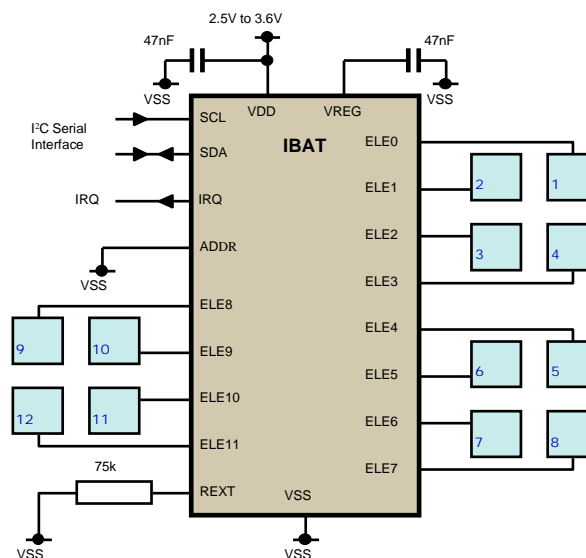 2.5V to 3.6V
47nF
47nF
VSS
VSS
VDD
VREG
I²C Serial
Interface
SCL
SDA
IBAT
IRQ
IRQ
ADDR
VSS
ELE0
ELE1
2
1
ELE2
3
4
ELE3
ELE8
9
10
ELE9
ELE10
12
11
ELE11
ELE4
ELE5
6
5
ELE6
7
8
ELE7
75k
REXT
VSS
VSS
VSS